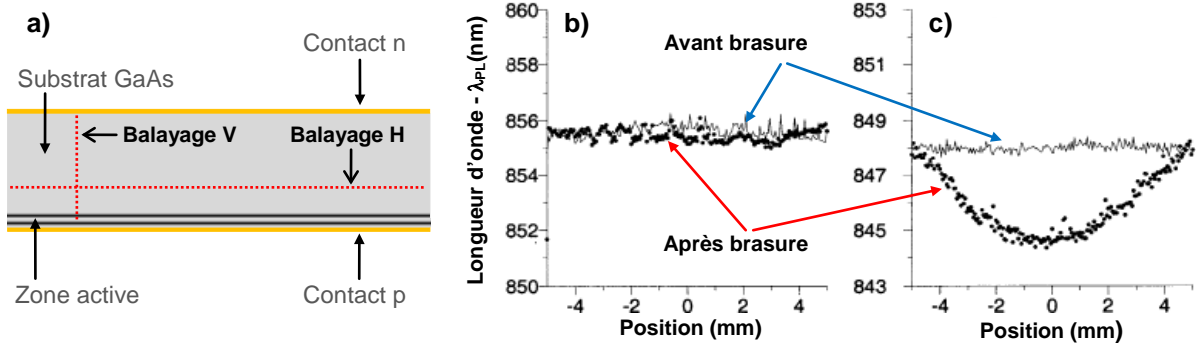 a)
Contact n
Substrat GaAs
Balayage V
Balayage H
Zone active
Contact p
Longueur d'onde - λPL(nm)
860
858
856
854
852
850
b)
-4
-2
0
2
4
Position (mm)
Avant brasure
Après brasure
853
851
849
847
845
843
c)
-4
-2
0
2
4
Position (mm)